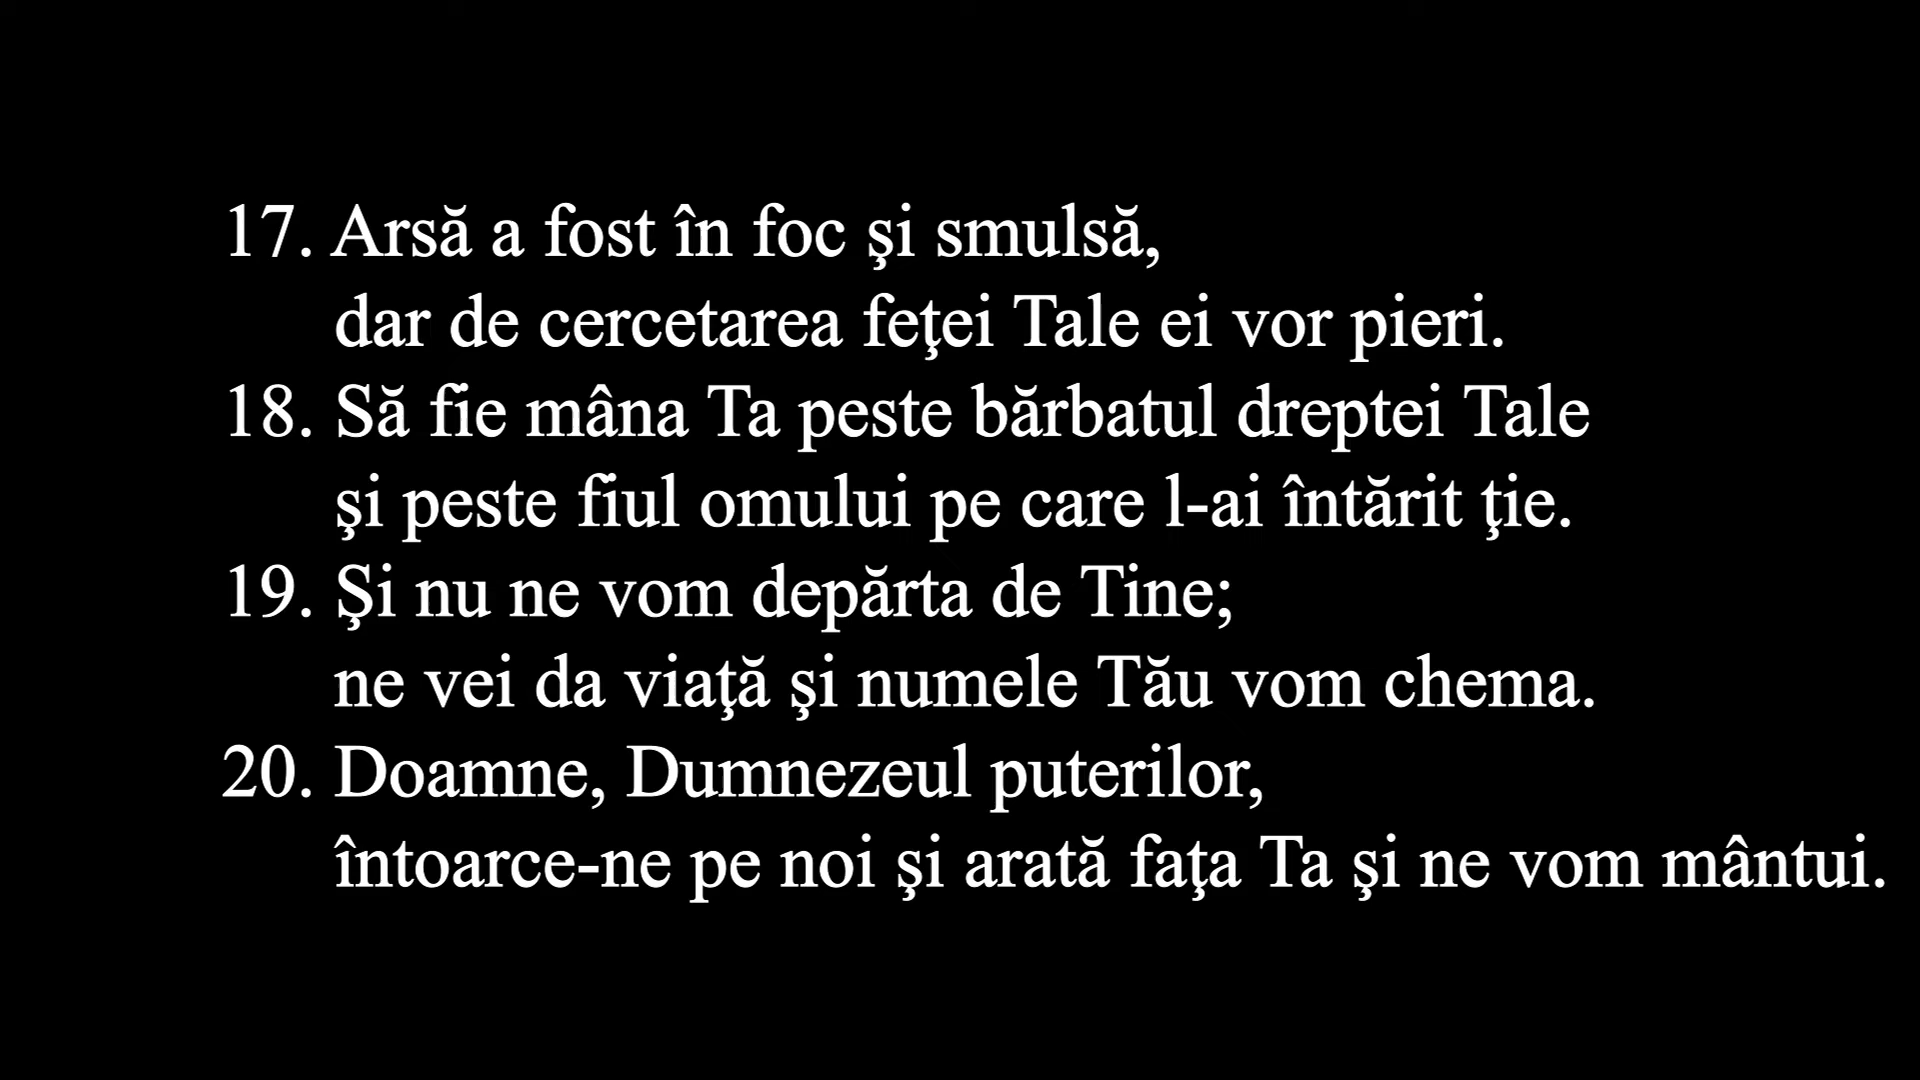 17. Arsă a fost în foc şi smulsă,
dar de cercetarea feţei Tale ei vor pieri.
18. Să fie mâna Ta peste bărbatul dreptei Tale
şi peste fiul omului pe care l-ai întărit ţie.
19. Şi nu ne vom depărta de Tine;
ne vei da viaţă şi numele Tău vom chema.
20. Doamne, Dumnezeul puterilor,
întoarce-ne pe noi şi arată faţa Ta şi ne vom mântui.